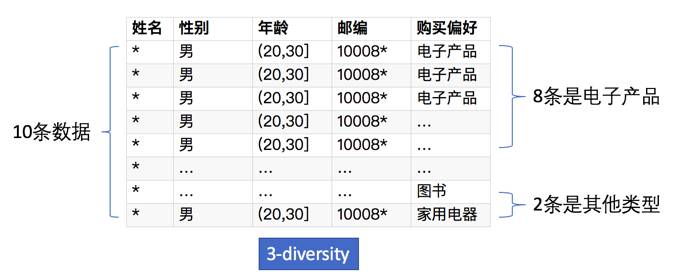 姓名 性别 年龄 邮编 购买偏好
* 男 (20,30] 10008* 电子产品
* 男 (20,30] 10008* 电子产品
* 男 (20,30] 10008* 电子产品
* 男 (20,30] 10008* ...
* 男 (20,30] 10008* ...
* ... ... ... ...
* ... ... ... 图书
* 男 (20,30] 10008* 家用电器
10条数据
8条是电子产品
2条是其他类型
3-diversity